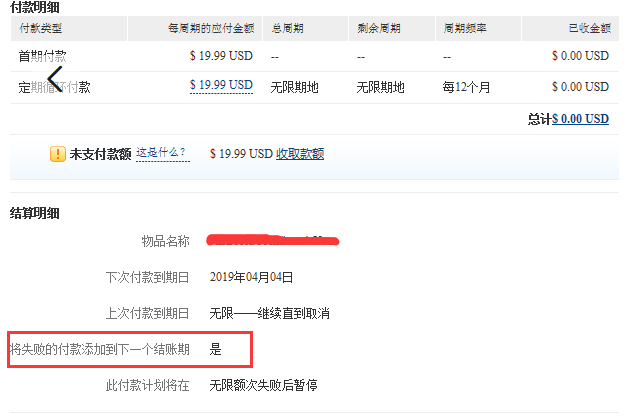 付款明细
付款类型 每周期的应付金额 总周期 剩余周期 周期频率 已收金额
首期付款 $ 19.99 USD -- -- -- $ 0.00 USD
定期循环付款 $ 19.99 USD 无限期地 无限期地 每12个月 $ 0.00 USD
总计$ 0.00 USD
未支付款额 这是什么? $ 19.99 USD 收取款额
结算明细
物品名称
下次付款到期日 2019年04月04日
上次付款到期日 无限——继续直到取消
将失败的付款添加到下一个结账期 是
此付款计划将在 无限额次失败后暂停